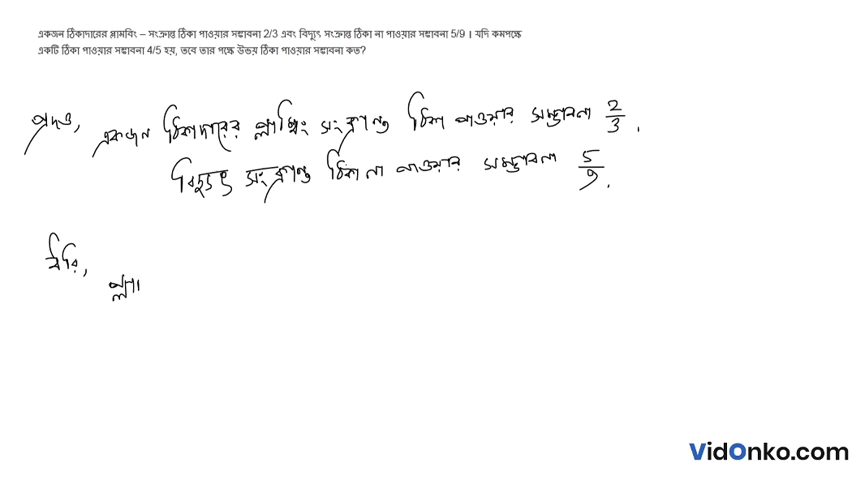 একজন ঠিকাদারের প্লামবিং – সংক্রান্ত ঠিকা পাওয়ার সম্ভাবনা 2/3 এবং বিদ্যুৎ সংক্রান্ত ঠিকা না পাওয়ার সম্ভাবনা 5/9 । যদি কমপক্ষে
একটি ঠিকা পাওয়ার সম্ভাবনা 4/5 হয়, তবে তার পক্ষে উভয় ঠিকা পাওয়ার সম্ভাবনা কত?
প্রদত্ত, একজন ঠিকাদারের প্লাম্বিং সংক্রান্ত ঠিকা পাওয়ার সম্ভাবনা 2/3 .
বিদ্যুৎ সংক্রান্ত ঠিকা না পাওয়ার সম্ভাবনা 5/9 .
ধরি,
প্লা
VidOnko.com